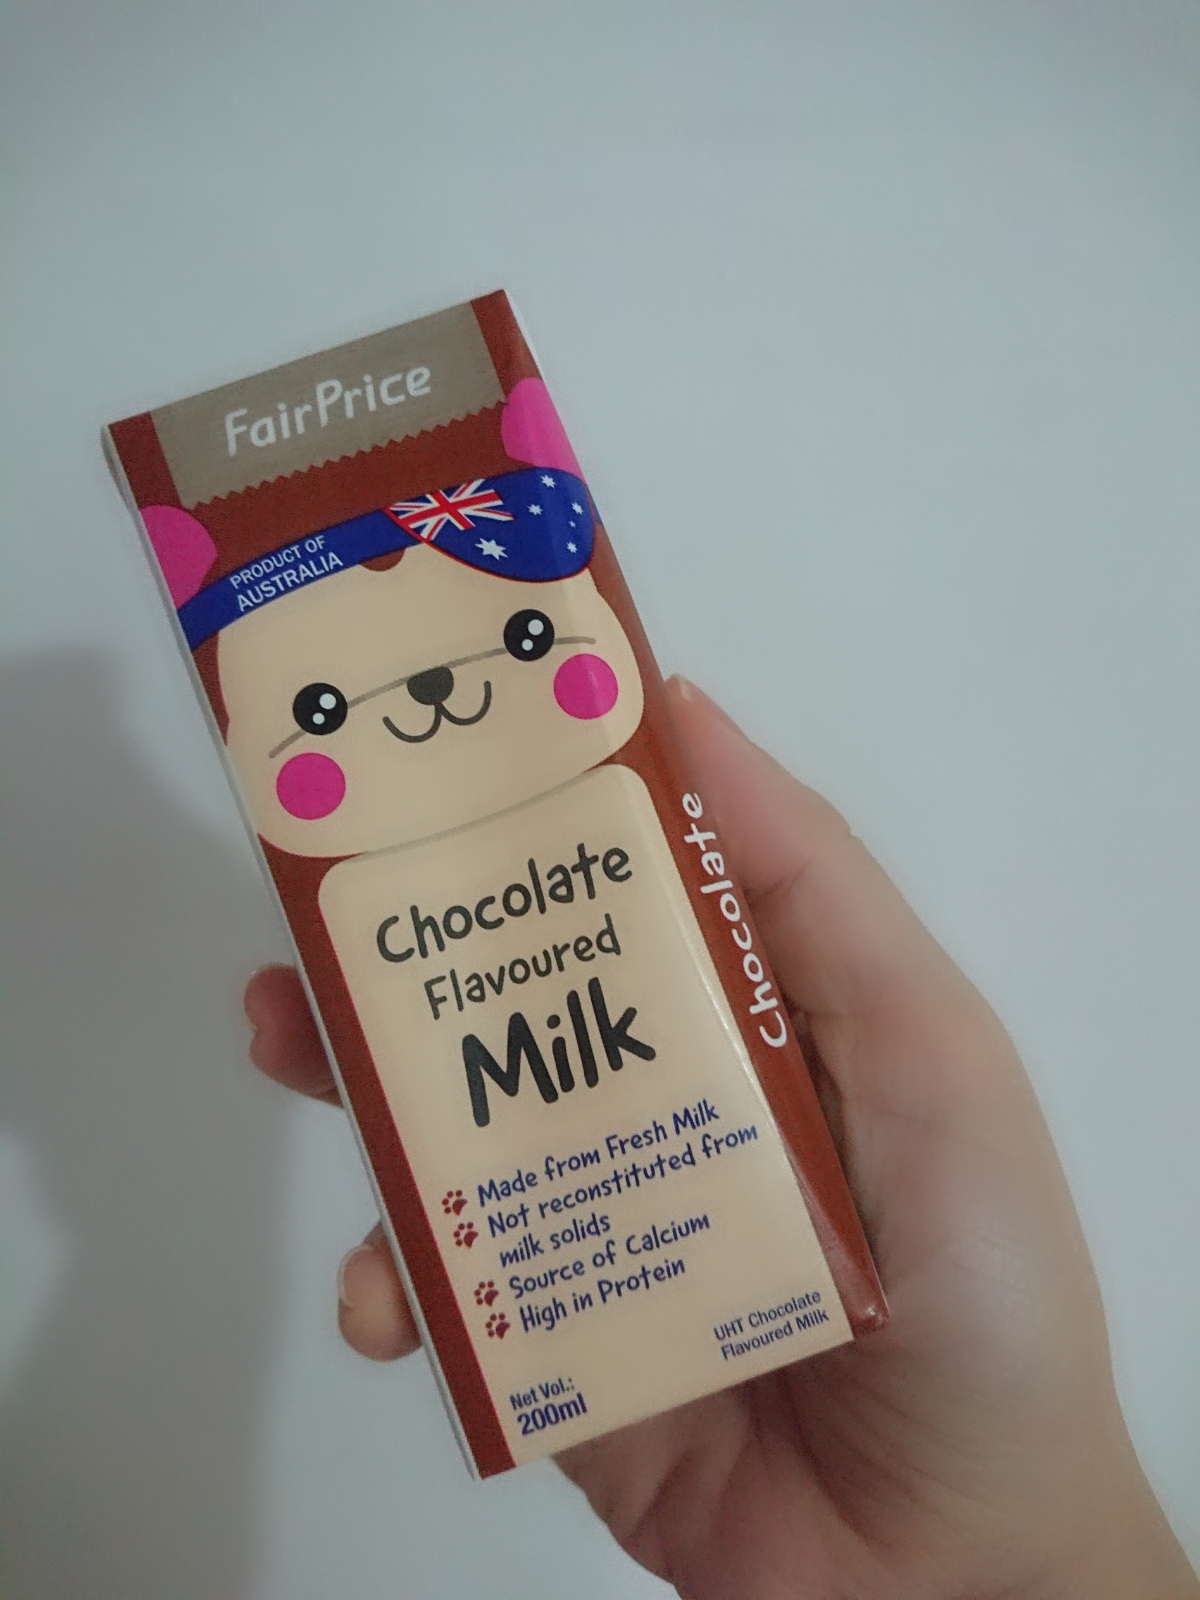 FairPrice
PRODUCT OF
AUSTRALIA
Chocolate
Flavoured
Milk
Made from Fresh Milk
Not reconstituted from
milk solids
Source of Calcium
High in Protein
Net Vol.:
200ml
UHT Chocolate
Flavoured Milk
Chocolate